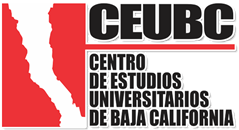 CEUBC
CENTRO
DE ESTUDIOS
UNIVERSITARIOS
DE BAJA CALIFORNIA